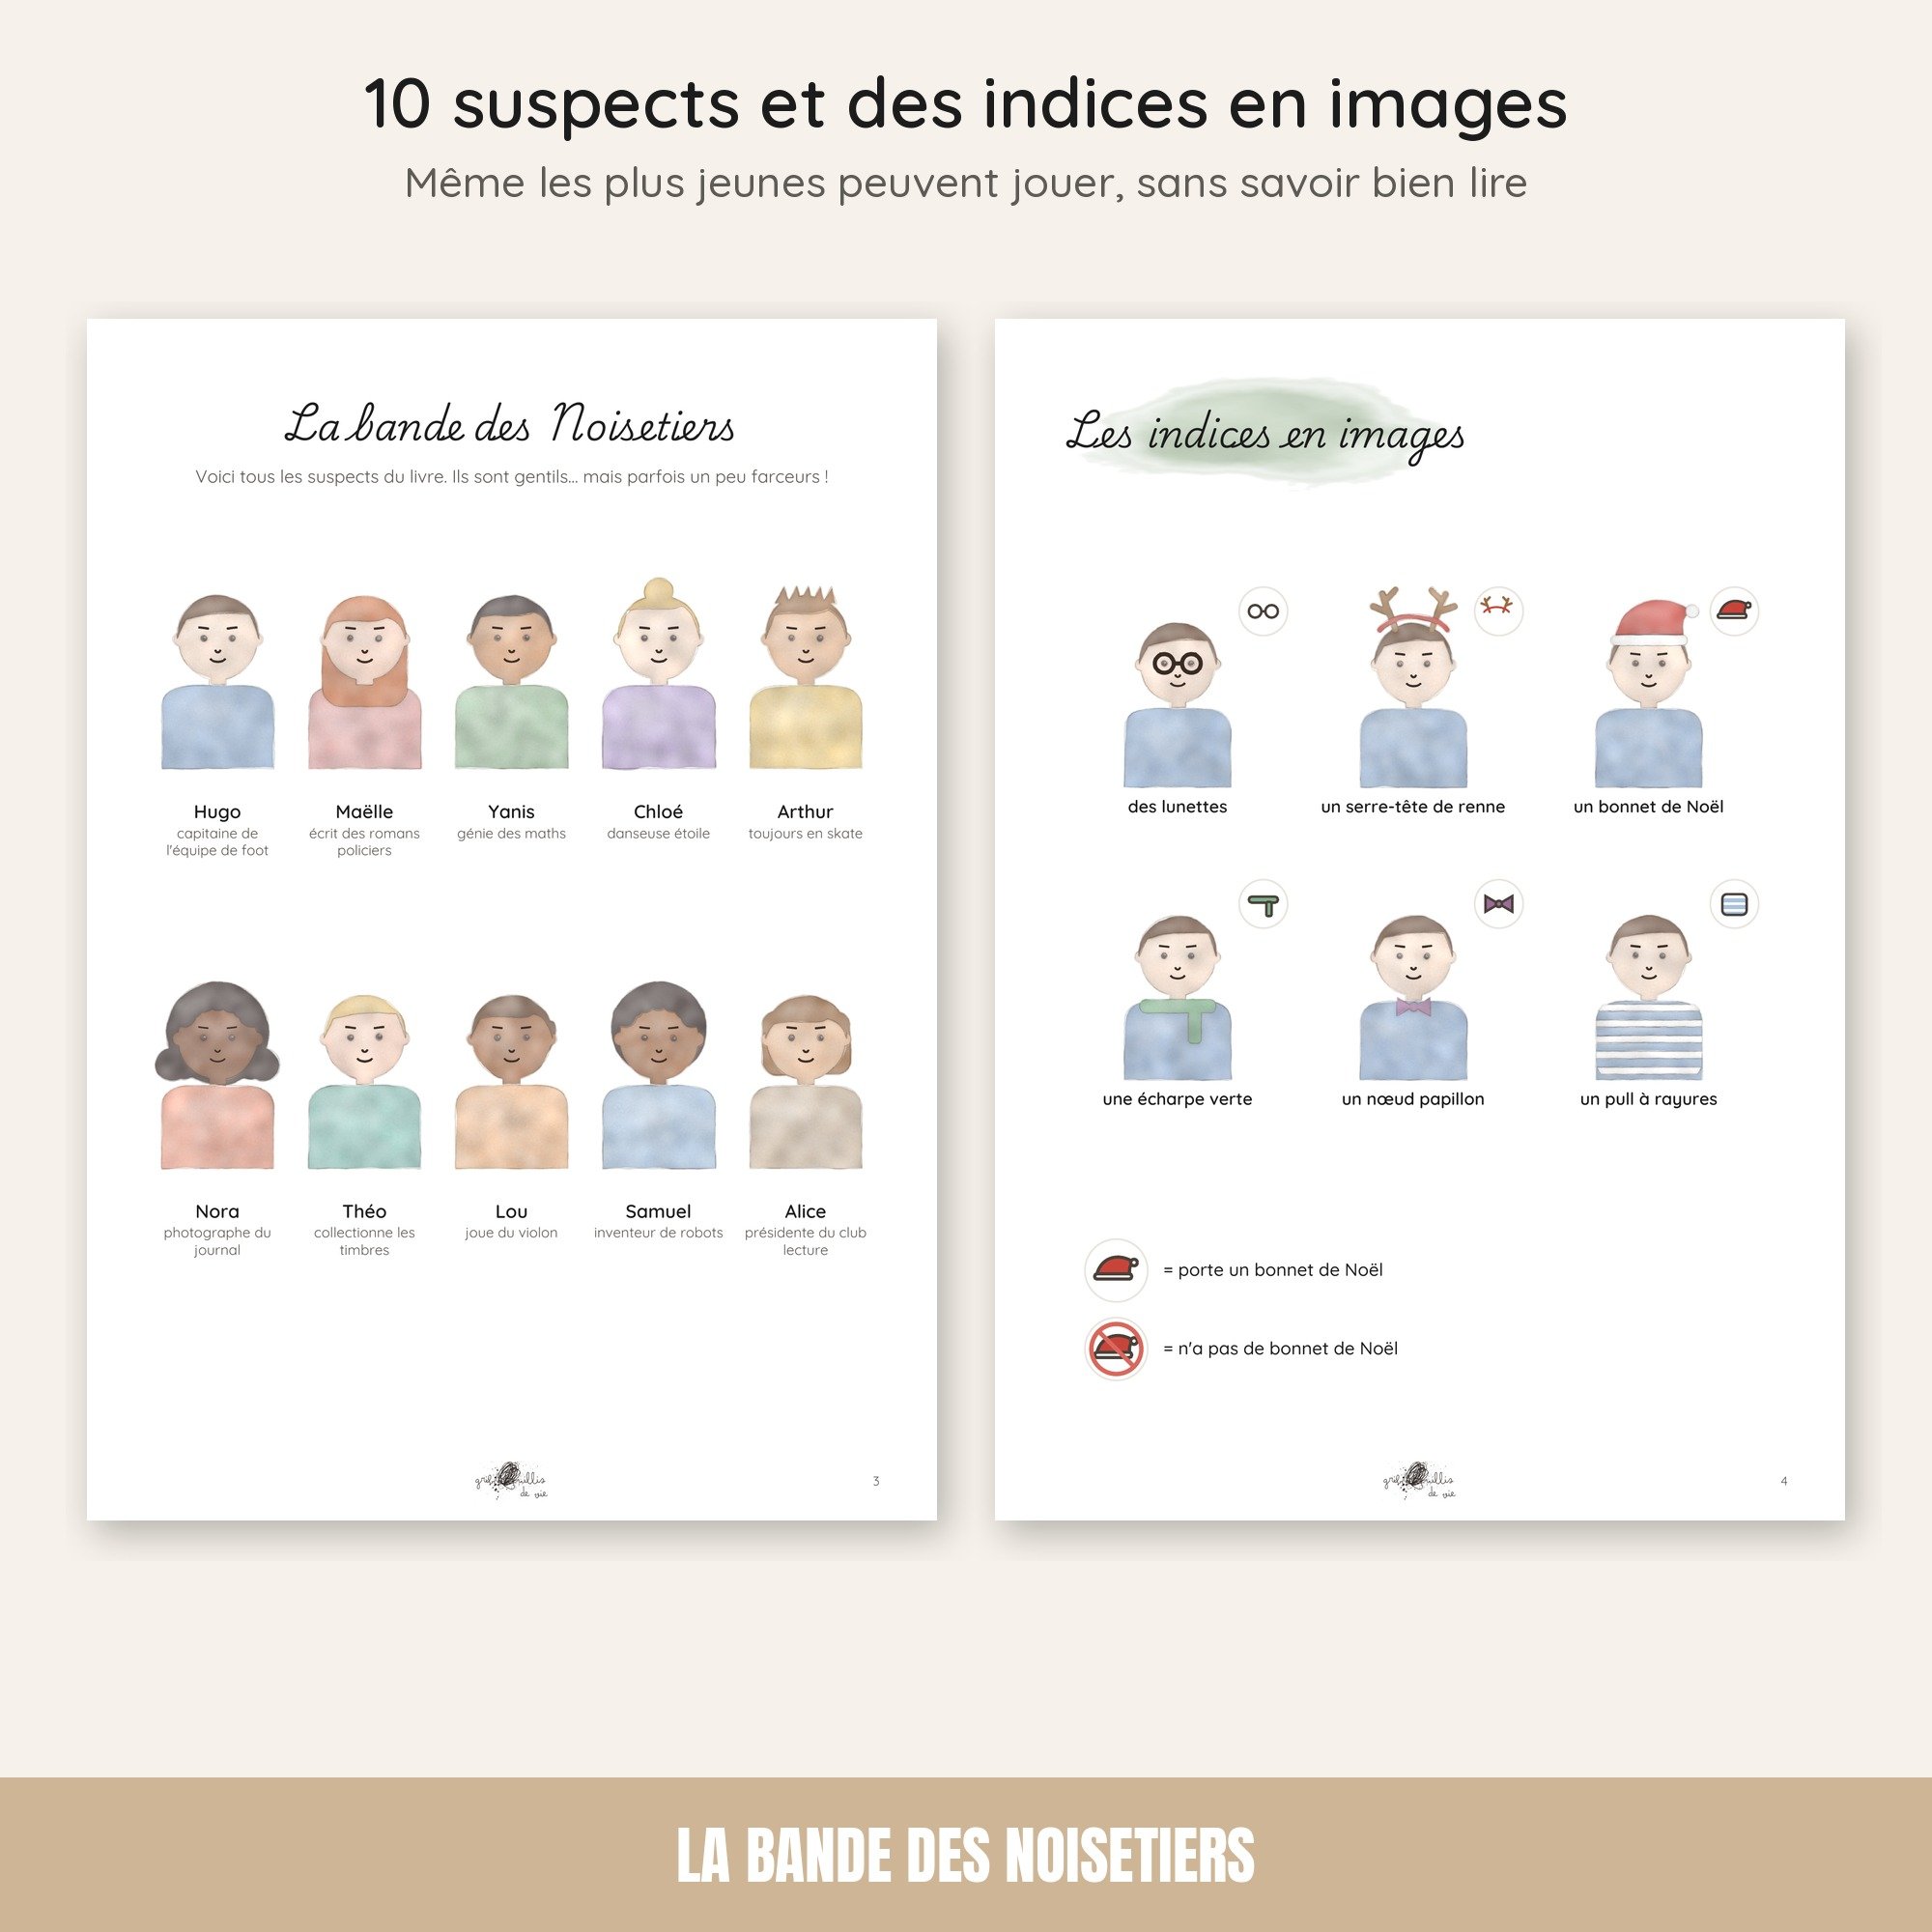 10 suspects et des indices en images
Même les plus jeunes peuvent jouer, sans savoir bien lire
La bande des Noisetiers
Voici tous les suspects du livre. Ils sont gentils... mais parfois un peu farceurs !
Hugo
capitaine de
l'équipe de foot
Maëlle
écrit des romans
policiers
Yanis
génie des maths
Chloé
danseuse étoile
Arthur
toujours en skate
Nora
photographe du
journal
Théo
collectionne les
timbres
Lou
joue du violon
Samuel
inventeur de robots
Alice
présidente du club
lecture
3
Les indices en images
des lunettes
un serre-tête de renne
un bonnet de Noël
une écharpe verte
un nœud papillon
un pull à rayures
= porte un bonnet de Noël
= n'a pas de bonnet de Noël
de vie
4
LA BANDE DES NOISETIERS